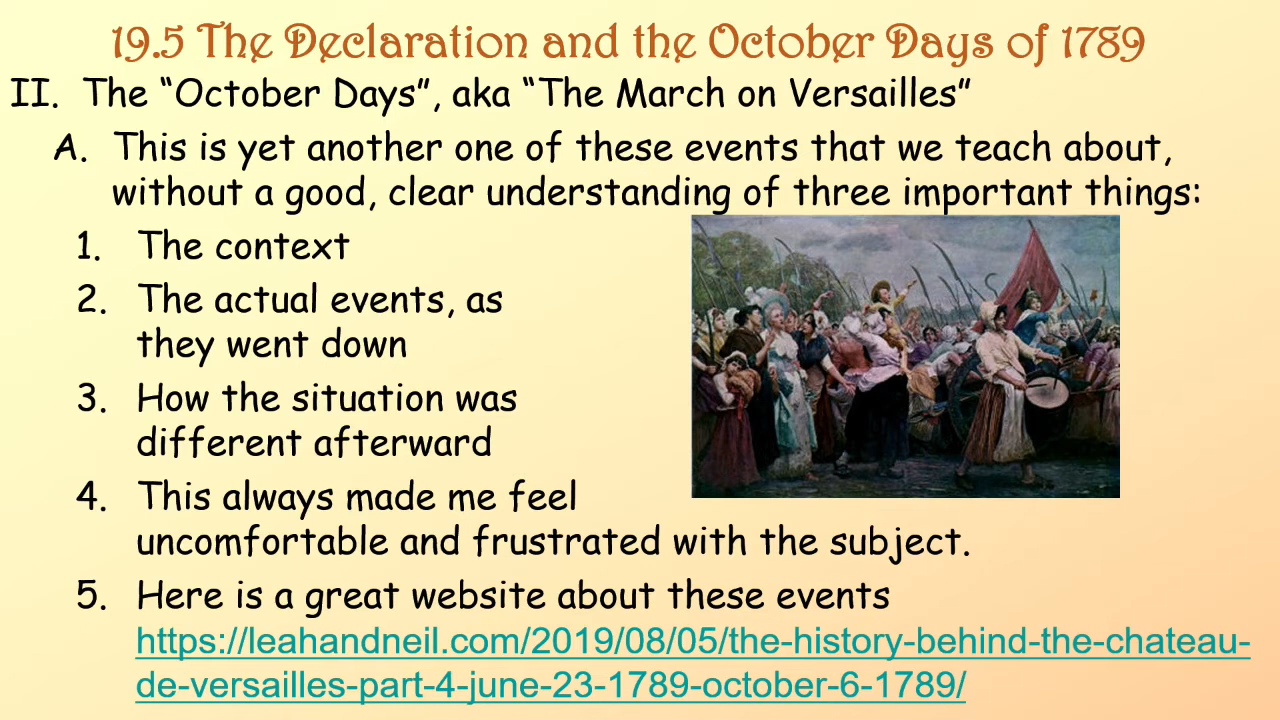 19.5 The Declaration and the October Days of 1789
II. The “October Days”, aka “The March on Versailles”
A. This is yet another one of these events that we teach about,
without a good, clear understanding of three important things:
1. The context
2. The actual events, as
they went down
3. How the situation was
different afterward
4. This always made me feel
uncomfortable and frustrated with the subject.
5. Here is a great website about these events
https://leahandneil.com/2019/08/05/the-history-behind-the-chateau-
de-versailles-part-4-june-23-1789-october-6-1789/